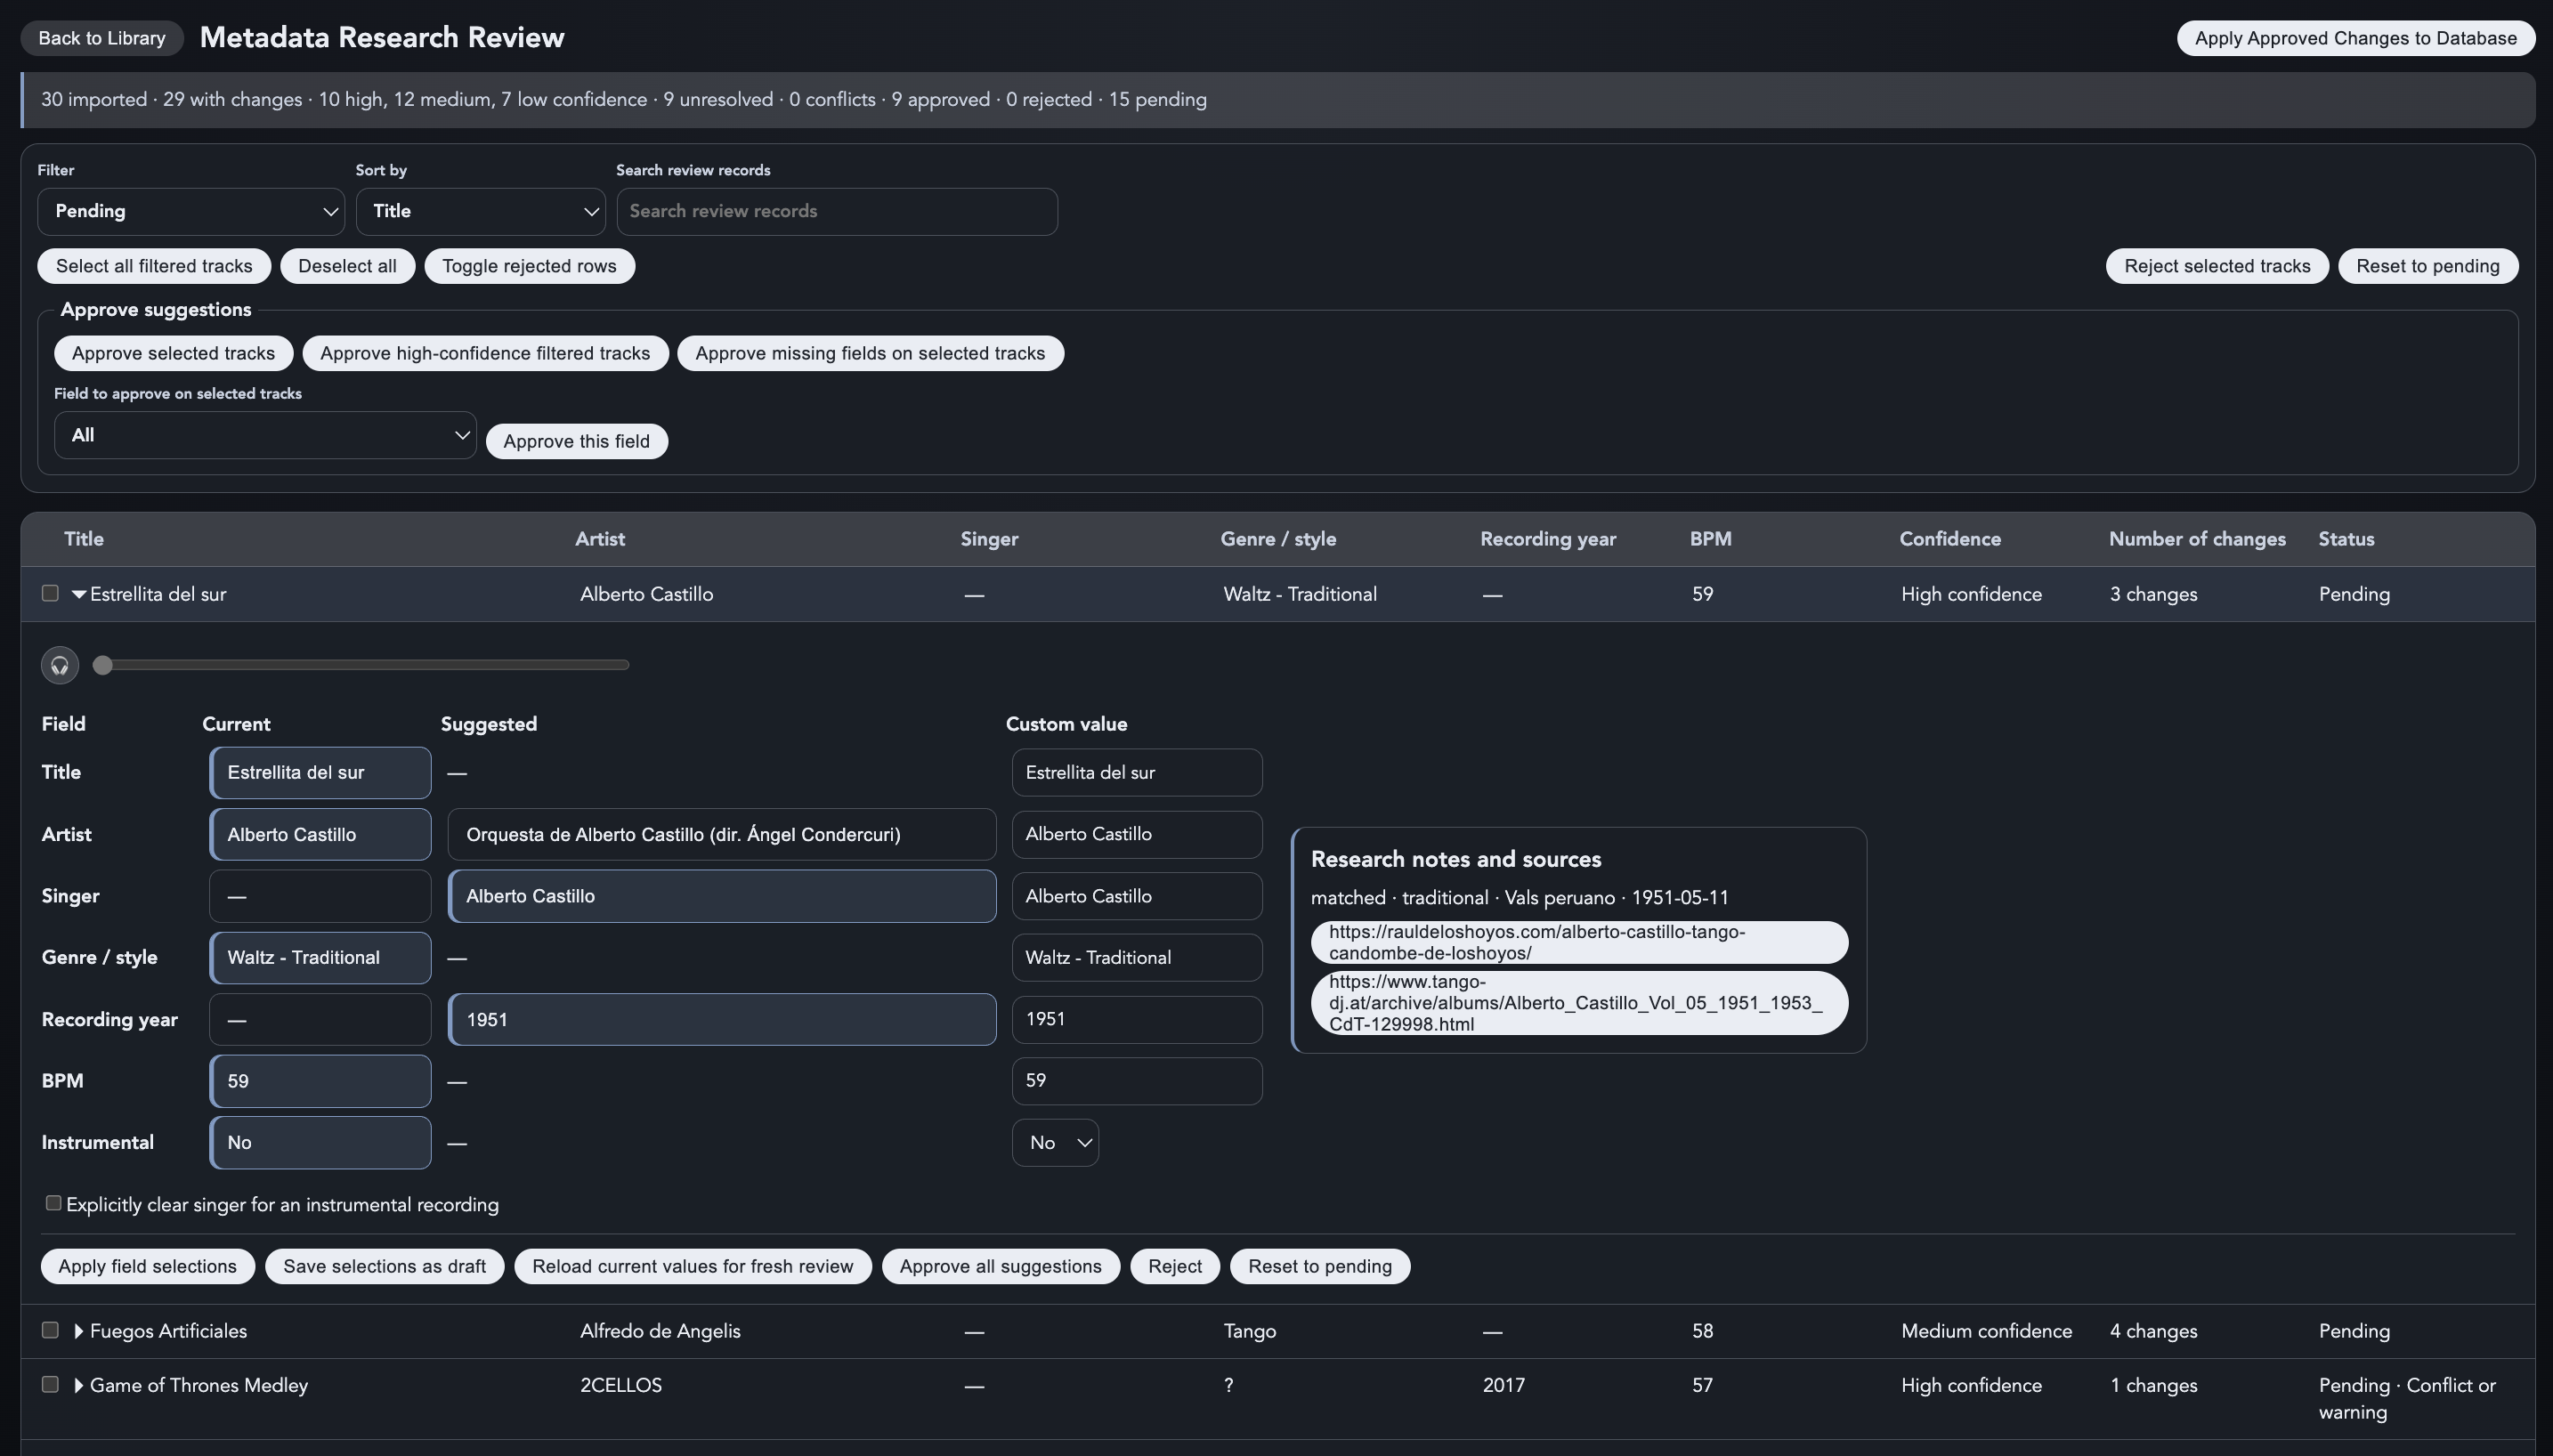 Back to Library
Metadata Research Review
Apply Approved Changes to Database
30 imported · 29 with changes · 10 high, 12 medium, 7 low confidence · 9 unresolved · 0 conflicts · 9 approved · 0 rejected · 15 pending
Filter Sort by Search review records
Pending Title Search review records
Select all filtered tracks Deselect all Toggle rejected rows Reject selected tracks Reset to pending
Approve suggestions
Approve selected tracks Approve high-confidence filtered tracks Approve missing fields on selected tracks
Field to approve on selected tracks
All Approve this field
Title Artist Singer Genre / style Recording year BPM Confidence Number of changes Status
Estrellita del sur Alberto Castillo — Waltz - Traditional — 59 High confidence 3 changes Pending
Field Current Suggested Custom value
Title Estrellita del sur — Estrellita del sur
Artist Alberto Castillo Orquesta de Alberto Castillo (dir. Ángel Condercuri) Alberto Castillo
Singer — Alberto Castillo Alberto Castillo
Genre / style Waltz - Traditional — Waltz - Traditional
Recording year — 1951 1951
BPM 59 — 59
Instrumental No — No
Research notes and sources
matched · traditional · Vals peruano · 1951-05-11
https://rauldeloshoyos.com/alberto-castillo-tango-
candombe-de-loshoyos/
https://www.tango-
dj.at/archive/albums/Alberto_Castillo_Vol_05_1951_1953_
CdT-129998.html
Explicitly clear singer for an instrumental recording
Apply field selections Save selections as draft Reload current values for fresh review Approve all suggestions Reject Reset to pending
Fuegos Artificiales Alfredo de Angelis — Tango — 58 Medium confidence 4 changes Pending
Game of Thrones Medley 2CELLOS — ? 2017 57 High confidence 1 changes Pending · Conflict or
warning